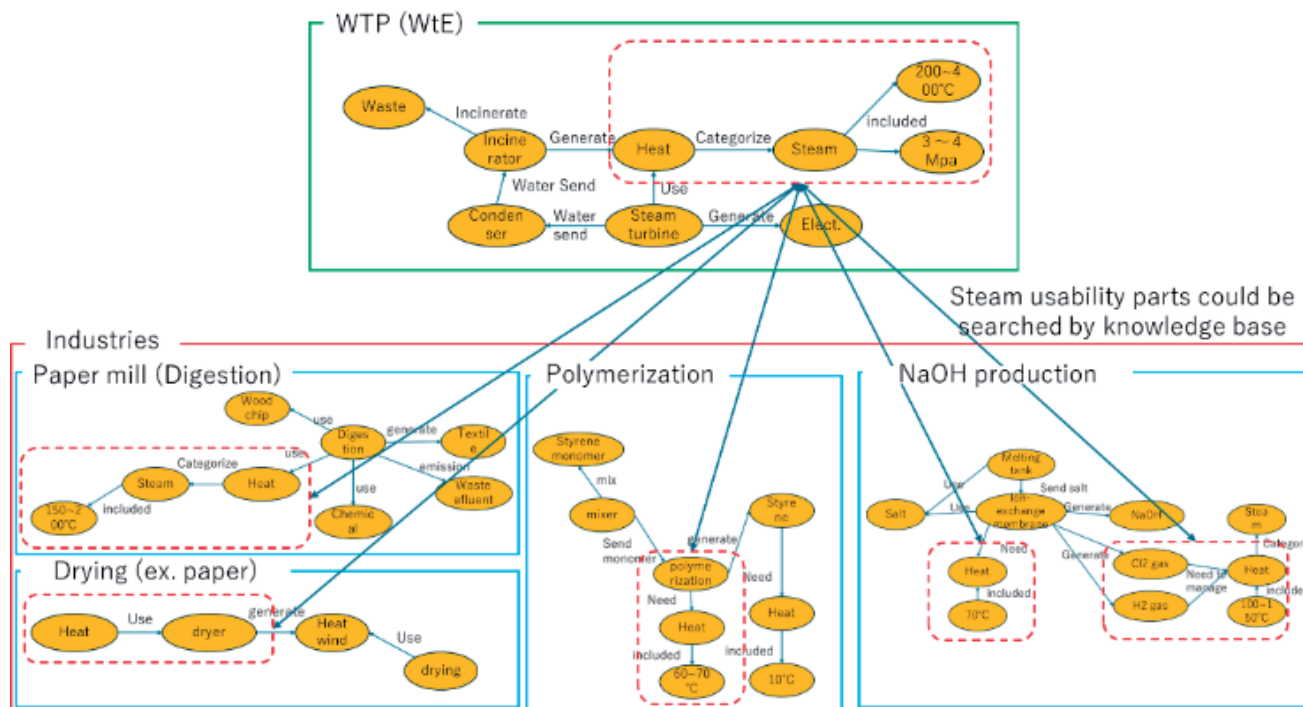 WTP (WtE)
200~4
00°C
Waste
Incinerate
included
Incine
rator
Generate
Heat
Categorize
Steam
3 ～ 4
Mpa
Water Send
Use
Conden
ser
Water
send
Steam
turbine
Generate
Elect.
Steam usability parts could be
searched by knowledge base
Industries
Paper mill (Digestion)
Wood
chip
use
Diges
tion
generate
Textil
e
use
Categorize
Steam
Heat
emission
Waste
efluent
150~2
00°C
included
use
Chemic
al
Drying (ex. paper)
Heat
Use
dryer
generate
Heat
wind
Use
drying
Polymerization
Styrene
monomer
mix
mixer
Styre
ne
Send
monomer
generate
polyme
rization
Need
Need
Heat
Heat
included
included
60~70
°C
10°C
NaOH production
Melting
tank
Use
Send salt
Salt
Use
Ion-
exchange
membrane
Generate
NaOH
Stea
m
Need
Generate
Cl2 gas
Categori
Heat
Need to
manage
Heat
included
H2 gas
include
70°C
100~1
50°C